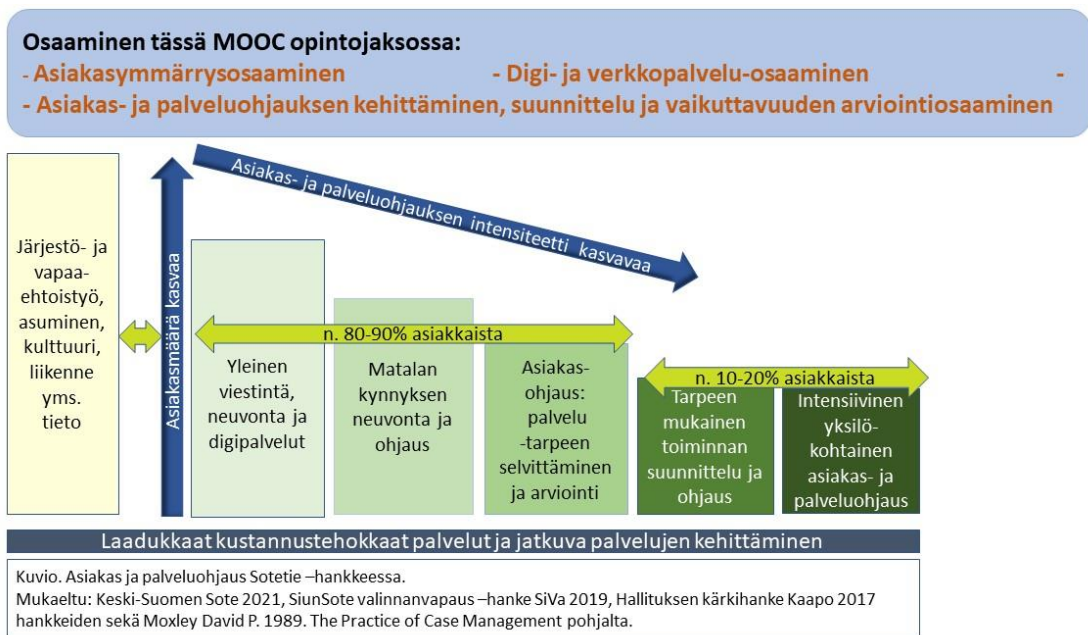 Osaaminen tässä MOOC opintojaksossa:
- Asiakasymmärrysosaaminen - Digi- ja verkkopalvelu-osaaminen -
- Asiakas- ja palveluohjauksen kehittäminen, suunnittelu ja vaikuttavuuden arviointiosaaminen
Järjestö- ja
vapaa-
ehtoistyö,
asuminen,
kulttuuri,
liikenne
yms.
tieto
Asiakasmäärä kasvaa
Asiakas- ja palveluohjauksen intensiteetti kasvavaa
n. 80-90% asiakkaista
Yleinen
viestintä,
neuvonta ja
digipalvelut
Matalan
kynnyksen
neuvonta ja
ohjaus
Asiakas-
ohjaus:
palvelu
-tarpeen
selvittäminen
ja arviointi
n. 10-20% asiakkaista
Tarpeen
mukainen
toiminnan
suunnittelu ja
ohjaus
Intensiivinen
yksilö-
kohtainen
asiakas- ja
palveluohjaus
Laadukkaat kustannustehokkaat palvelut ja jatkuva palvelujen kehittäminen
Kuvio. Asiakas ja palveluohjaus Sotetie –hankkeessa.
Mukaeltu: Keski-Suomen Sote 2021, SiunSote valinnanvapaus –hanke SiVa 2019, Hallituksen kärkihanke Kaapo 2017
hankkeiden sekä Moxley David P. 1989. The Practice of Case Management pohjalta.